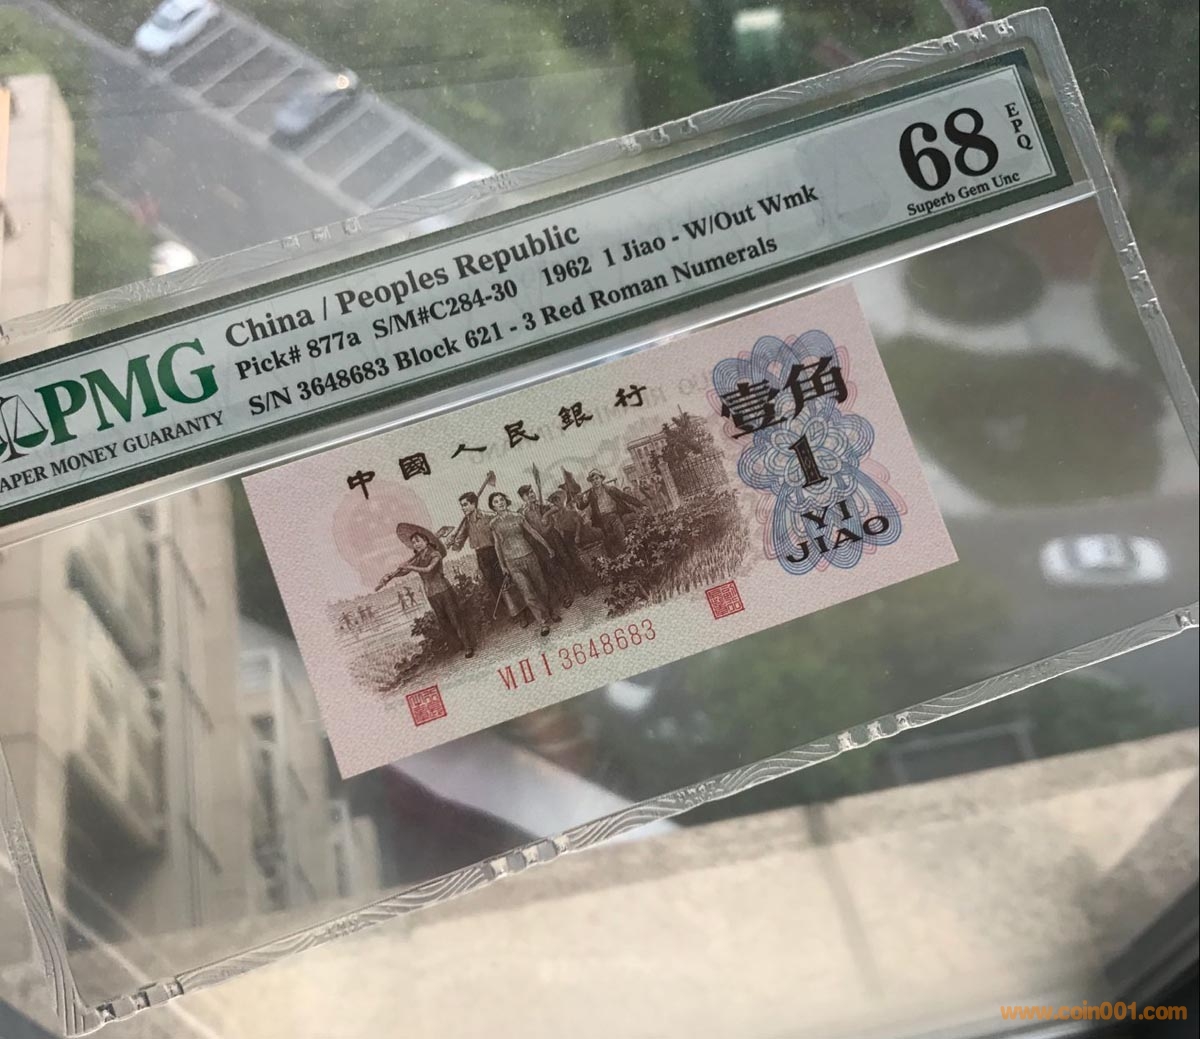 China / Peoples Republic
Pick# 877a S/M#C284-30 1962 1 Jiao - W/Out Wmk
S/N 3648683 Block 621 - 3 Red Roman Numerals
68
EPQ
Superb Gem Unc
PMG
APER MONEY GUARANTY
中國人民銀行
壹角
1
YI
JIAO
VI II I 3648683
www.coin001.com